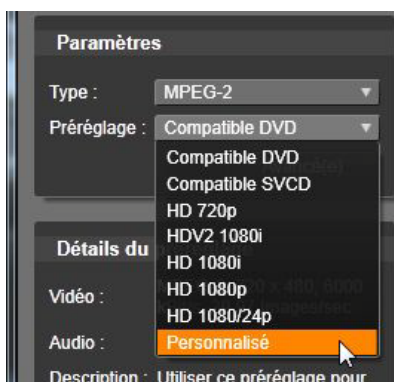 Paramètres
Type : MPEG-2
Préréglage : Compatible DVD
Compatible DVD
Compatible SVCD
HD 720p
HDV2 1080i
Détails du
HD 1080i
Vidéo :
HD 1080p
HD 1080/24p
Audio : Personnalisé
Description : Utiliser ce préréglage pour